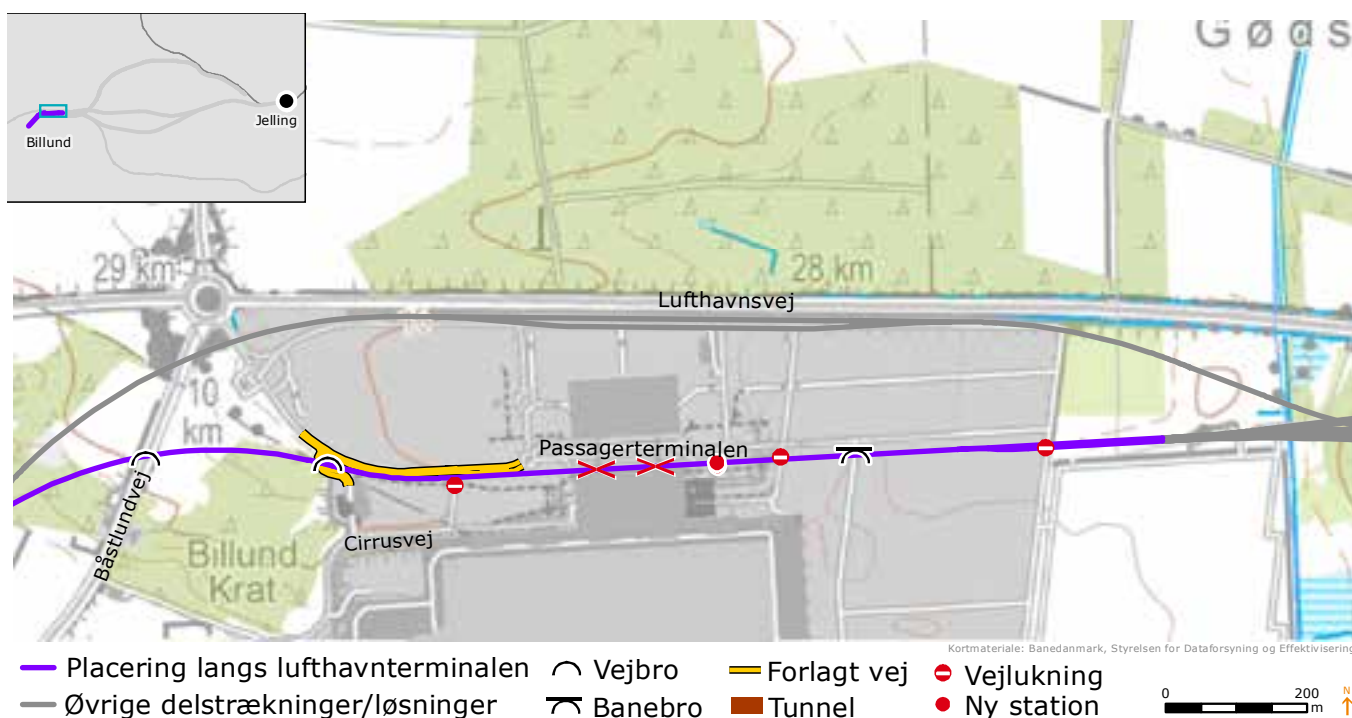 Jelling
Billund
Gøds
29 km
28 km
Lufthavnsvej
10
km
Passagerterminalen
Båstlundvej
Cirrusvej
Billund
Krat
Kortmateriale: Banedanmark, Styrelsen for Dataforsyning og Effektivisering
Placering langs lufthavnterminalen
Vejbro
Forlagt vej
Vejlukning
Øvrige delstrækninger/løsninger
Banebro
Tunnel
Ny station
0 200
m
N